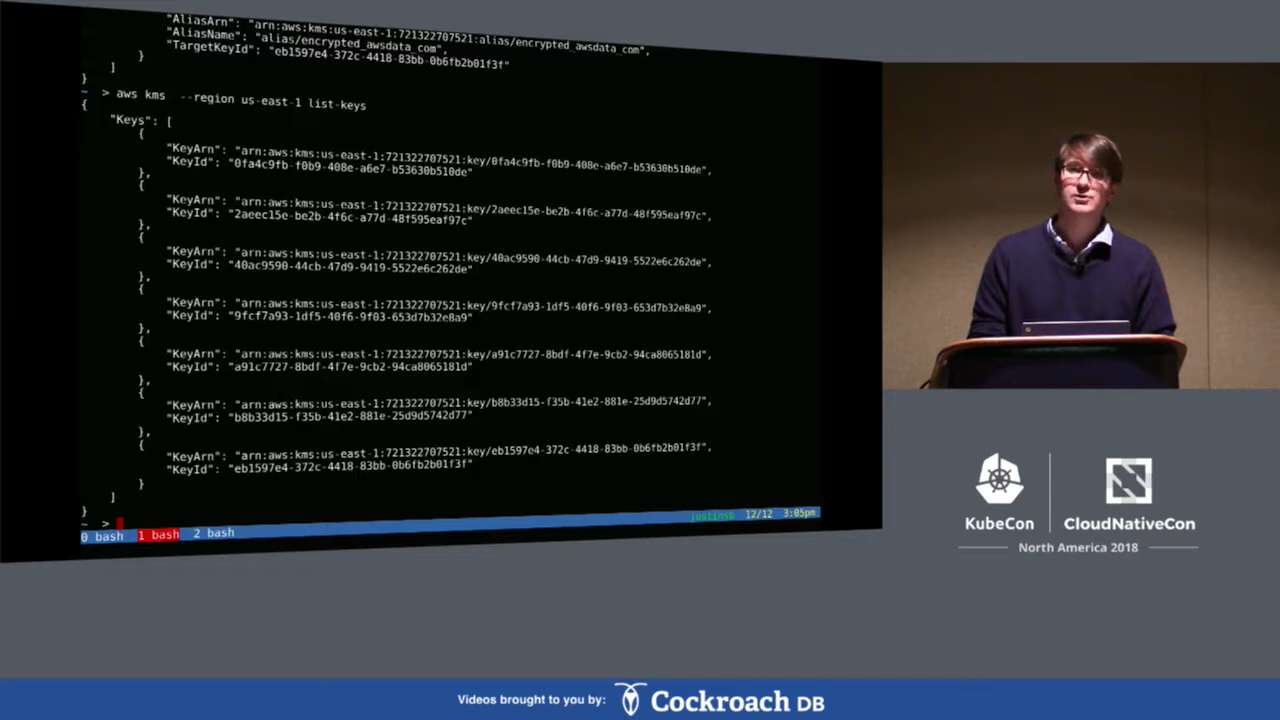 "AliasArn": "arn:aws:kms:us-east-1:721322707521:alias/encrypted_awsdata_com",
"AliasName": "alias/encrypted_awsdata_com",
"TargetKeyId": "eb1597e4-372c-4418-83bb-0b6fb2b01f3f"
}
]
}
~ > aws kms --region us-east-1 list-keys
{
"Keys": [
{
"KeyArn": "arn:aws:kms:us-east-1:721322707521:key/0fa4c9fb-f0b9-408e-a6e7-b53630b510de",
"KeyId": "0fa4c9fb-f0b9-408e-a6e7-b53630b510de"
},
{
"KeyArn": "arn:aws:kms:us-east-1:721322707521:key/2aeec15e-be2b-4f6c-a77d-48f595eaf97c",
"KeyId": "2aeec15e-be2b-4f6c-a77d-48f595eaf97c"
},
{
"KeyArn": "arn:aws:kms:us-east-1:721322707521:key/40ac9590-44cb-47d9-9419-5522e6c262de",
"KeyId": "40ac9590-44cb-47d9-9419-5522e6c262de"
},
{
"KeyArn": "arn:aws:kms:us-east-1:721322707521:key/9fcf7a93-1df5-40f6-9f03-653d7b32e8a9",
"KeyId": "9fcf7a93-1df5-40f6-9f03-653d7b32e8a9"
},
{
"KeyArn": "arn:aws:kms:us-east-1:721322707521:key/a91c7727-8bdf-4f7e-9cb2-94ca8065181d",
"KeyId": "a91c7727-8bdf-4f7e-9cb2-94ca8065181d"
},
{
"KeyArn": "arn:aws:kms:us-east-1:721322707521:key/b8b33d15-f35b-41e2-881e-25d9d5742d77",
"KeyId": "b8b33d15-f35b-41e2-881e-25d9d5742d77"
},
{
"KeyArn": "arn:aws:kms:us-east-1:721322707521:key/eb1597e4-372c-4418-83bb-0b6fb2b01f3f",
"KeyId": "eb1597e4-372c-4418-83bb-0b6fb2b01f3f"
}
]
}
~ >
0 bash 1 bash 2 bash justinsb 12/12 3:05pm
KubeCon CloudNativeCon
North America 2018
Videos brought to you by: Cockroach DB